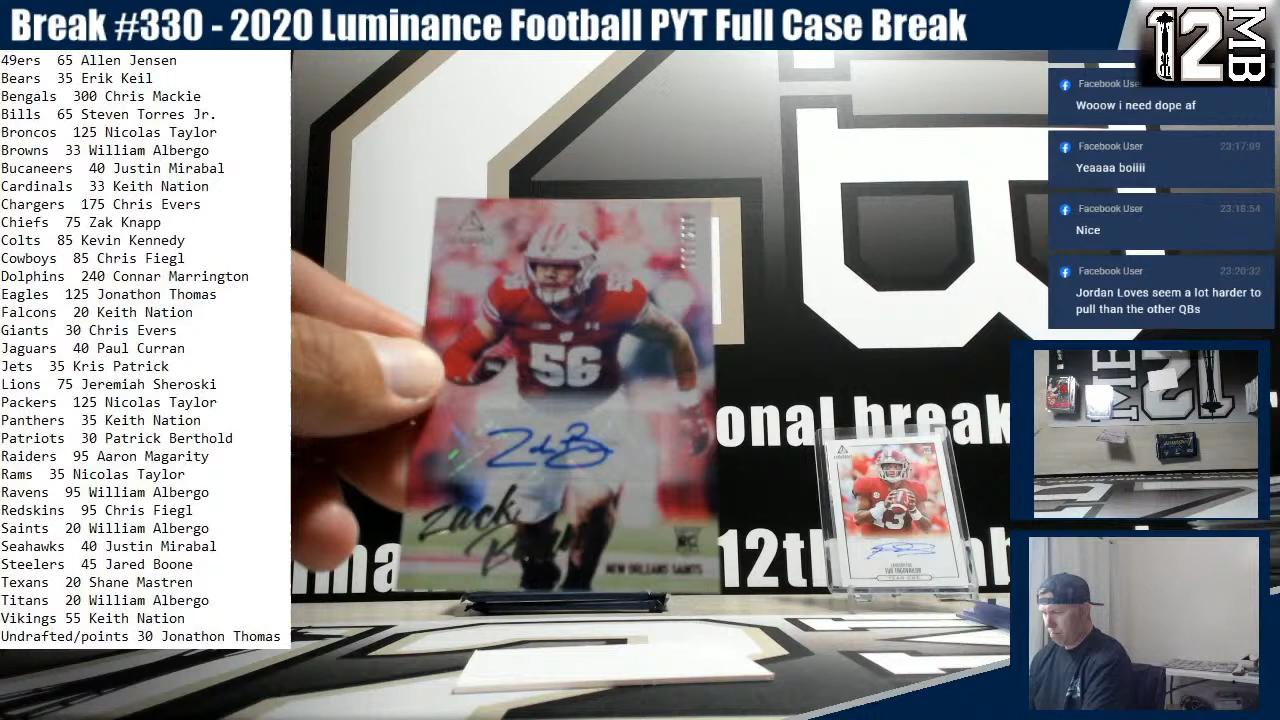 Break #330 - 2020 Luminance Football PYT Full Case Break
12
MB
49ers 65 Allen Jensen
Bears 35 Erik Keil
Bengals 300 Chris Mackie
Bills 65 Steven Torres Jr.
Broncos 125 Nicolas Taylor
Browns 33 William Albergo
Bucaneers 40 Justin Mirabal
Cardinals 33 Keith Nation
Chargers 175 Chris Evers
Chiefs 75 Zak Knapp
Colts 85 Kevin Kennedy
Cowboys 85 Chris Fiegl
Dolphins 240 Connar Marrington
Eagles 125 Jonathon Thomas
Falcons 20 Keith Nation
Giants 30 Chris Evers
Jaguars 40 Paul Curran
Jets 35 Kris Patrick
Lions 75 Jeremiah Sheroski
Packers 125 Nicolas Taylor
Panthers 35 Keith Nation
Patriots 30 Patrick Berthold
Raiders 95 Aaron Magarity
Rams 35 Nicolas Taylor
Ravens 95 William Albergo
Redskins 95 Chris Fiegl
Saints 20 William Albergo
Seahawks 40 Justin Mirabal
Steelers 45 Jared Boone
Texans 20 Shane Mastren
Titans 20 William Albergo
Vikings 55 Keith Nation
Undrafted/points 30 Jonathon Thomas
56
Zack
NEW ORLEANS SAINTS
RC
onal break
12th
13
YEAR ONE
Facebook Use
Wooow i need dope af
Facebook User 23:17:09
Yeaaaa boiiii
Facebook User 23:18:54
Nice
Facebook User 23:20:32
Jordan Loves seem a lot harder to
pull than the other QBs